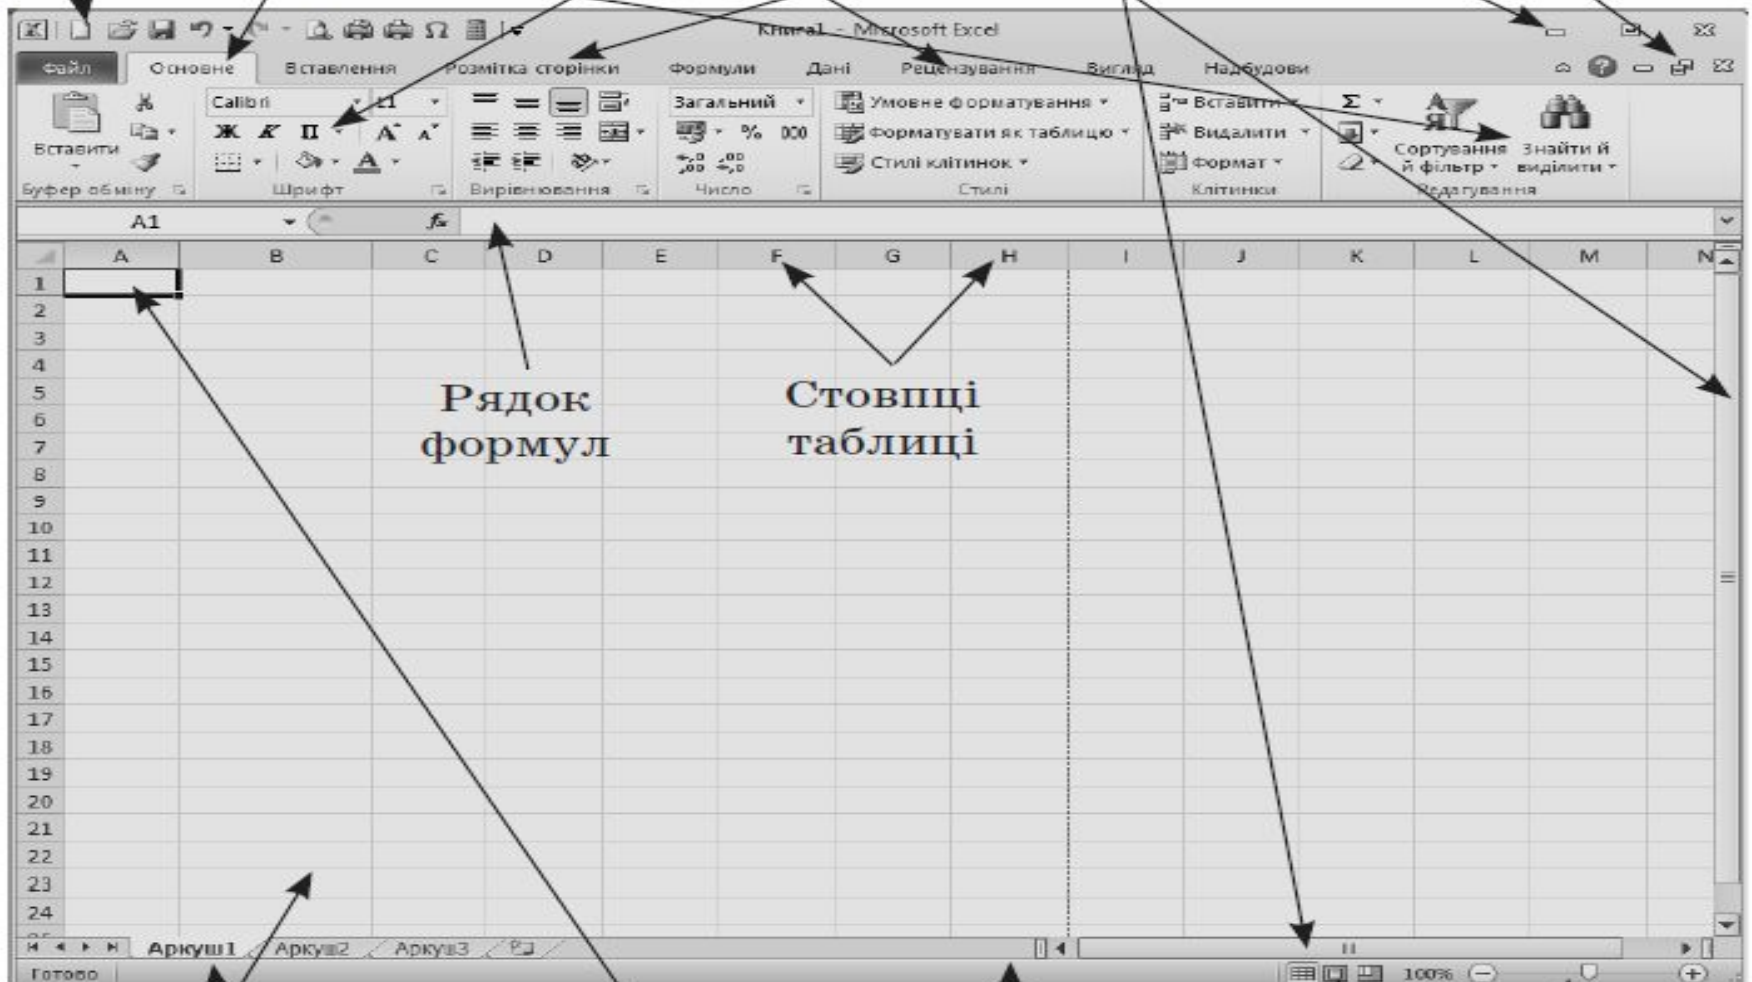 Книга1 - Microsoft Excel
Файл Основне Вставлення Розмітка сторінки Формули Дані Рецензування Вигляд Надбудови
Calibri 11 Загальний Умовне форматування Вставити Σ
Ж К П А А % 000 Форматувати як таблицю Видалити
Вставити А Стилі клітинок Формат Сортування й фільтр Знайти й виділити
Буфер обміну Шрифт Вирівнювання Число Стилі Клітинки Редагування
A1 fx
A B C D E F G H I J K L M N
1
2
3
4
5
6
7
8
9
10
11
12
13
14
15
16
17
18
19
20
21
22
23
24
Рядок
формул
Стовпці
таблиці
Аркуш1 Аркуш2 Аркуш3
Готово 100%